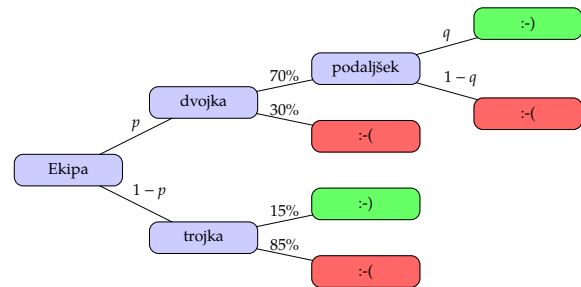 q
:-)
podaljšek
70%
1 − q
dvojka
:-(
30%
p
:-(
Ekipa
1 − p
:-)
15%
trojka
85%
:-(